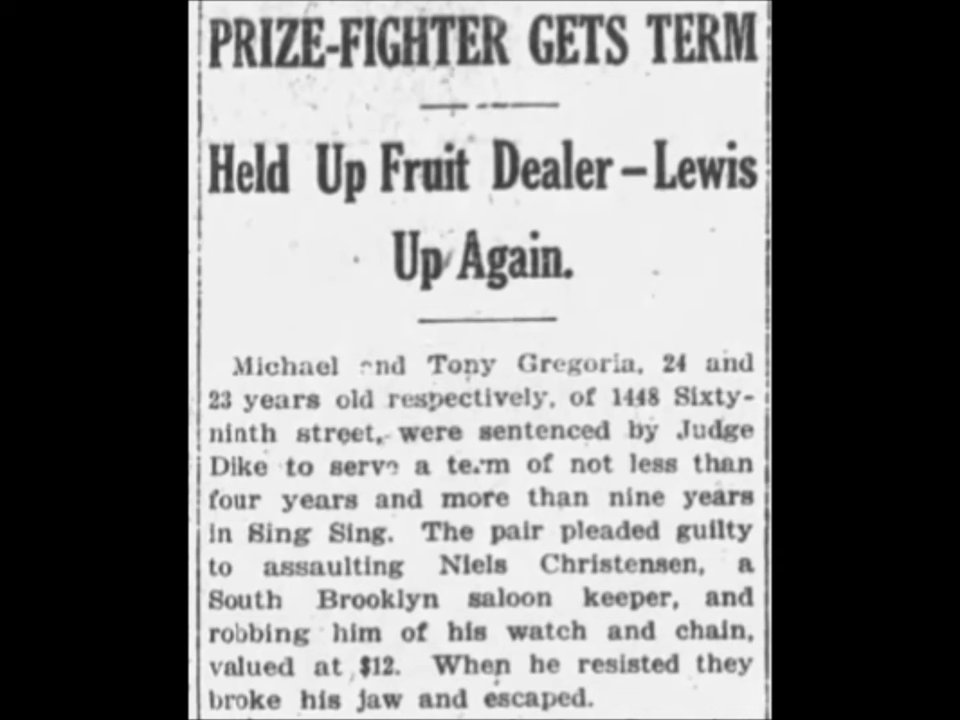 PRIZE-FIGHTER GETS TERM
Held Up Fruit Dealer – Lewis
Up Again.
Michael and Tony Gregoria, 24 and
23 years old respectively, of 1448 Sixty-
ninth street, were sentenced by Judge
Dike to serve a term of not less than
four years and more than nine years
in Sing Sing. The pair pleaded guilty
to assaulting Niels Christensen, a
South Brooklyn saloon keeper, and
robbing him of his watch and chain,
valued at $12. When he resisted they
broke his jaw and escaped.